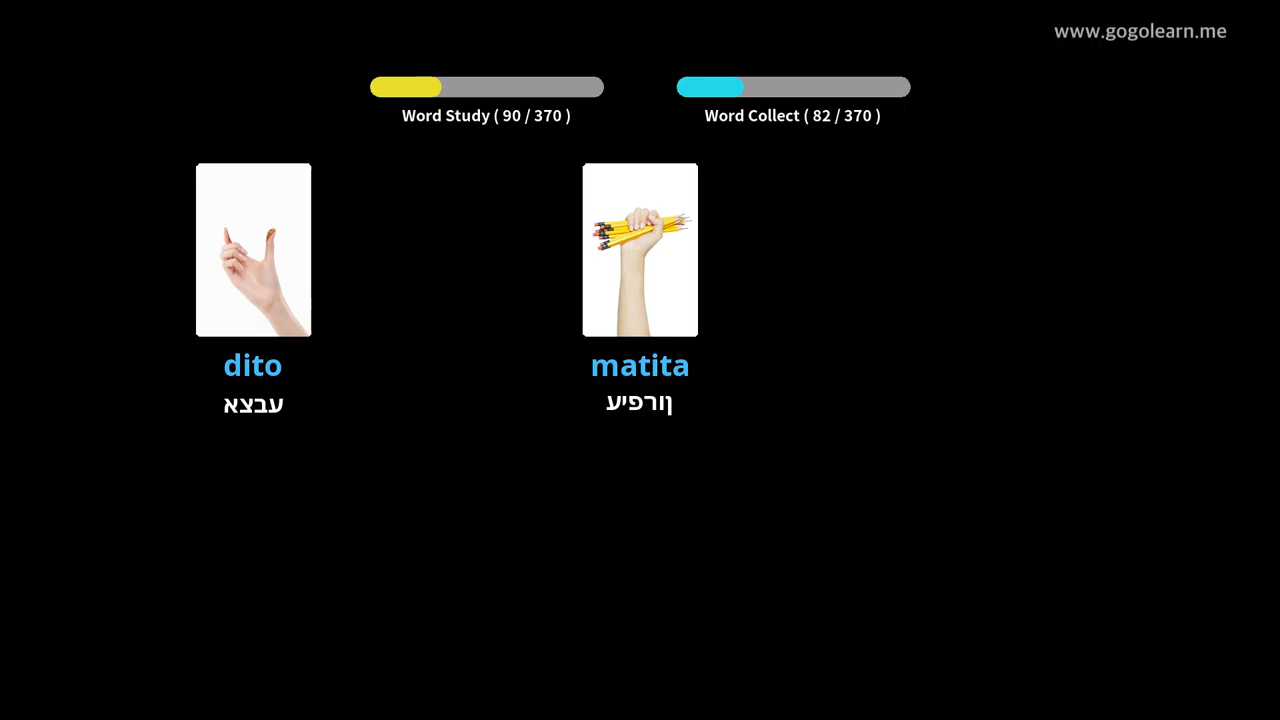 www.gogolearn.me
Word Study ( 90 / 370 )
Word Collect ( 82 / 370 )
dito
עבצא
matita
ןורפיע